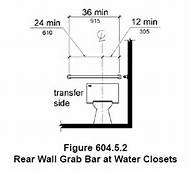 36 min
915
24 min
610
12 min
305
℄
transfer
side
Figure 604.5.2
Rear Wall Grab Bar at Water Closets